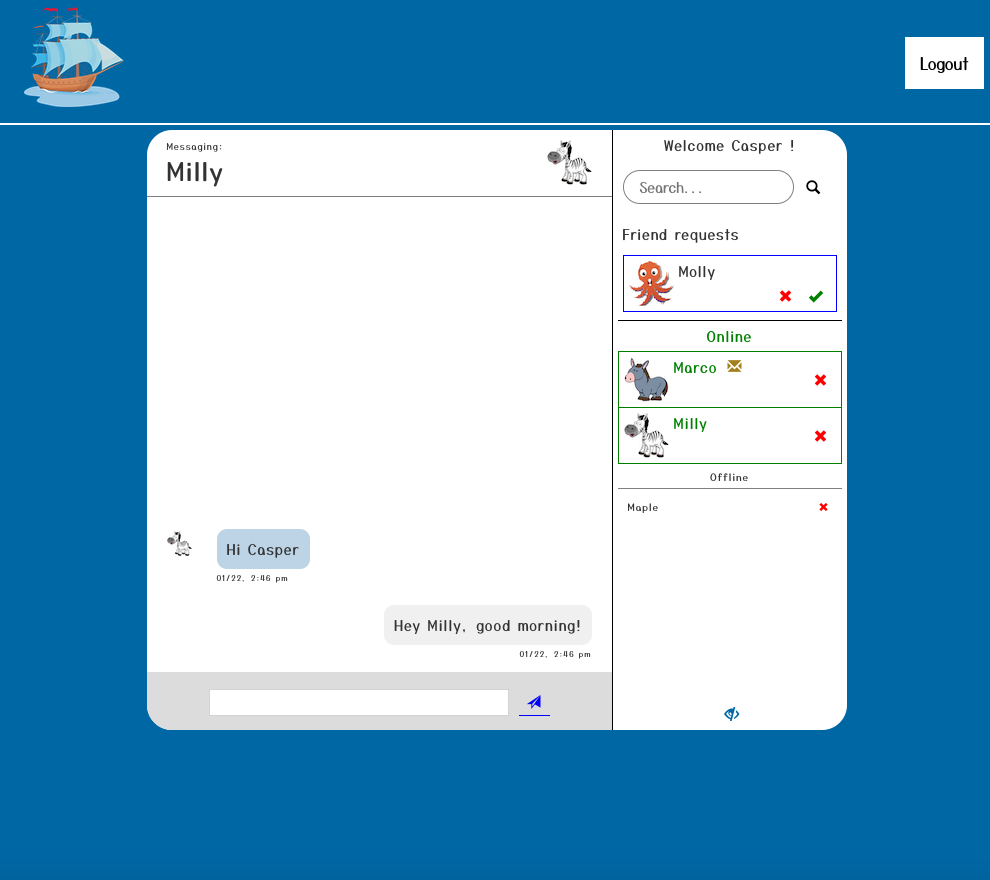 Logout
Messaging:
Milly
Hi Casper
01/22, 2:46 pm
Hey Milly, good morning!
01/22, 2:46 pm
Welcome Casper !
Search...
Friend requests
Molly
Online
Marco
Milly
Offline
Maple